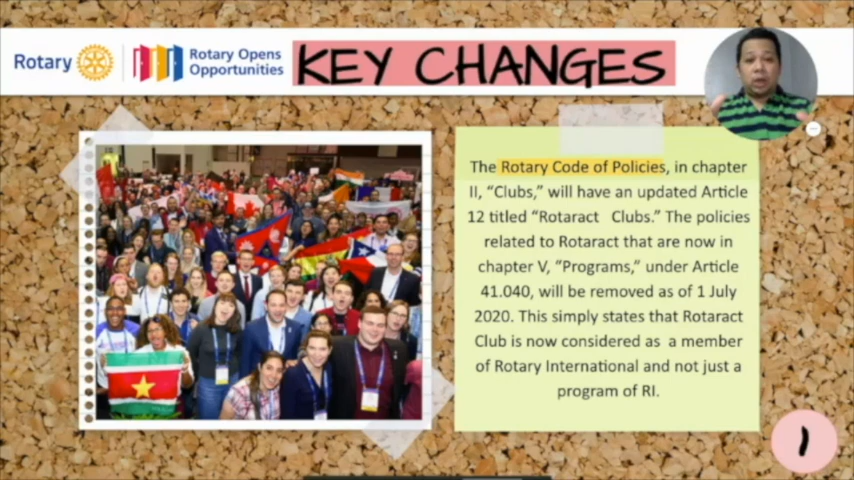 Rotary
Rotary Opens
Opportunities
KEY CHANGES
The Rotary Code of Policies, in chapter
II, “Clubs,” will have an updated Article
12 titled “Rotaract Clubs.” The policies
related to Rotaract that are now in
chapter V, “Programs,” under Article
41.040, will be removed as of 1 July
2020. This simply states that Rotaract
Club is now considered as a member
of Rotary International and not just a
program of RI.
1